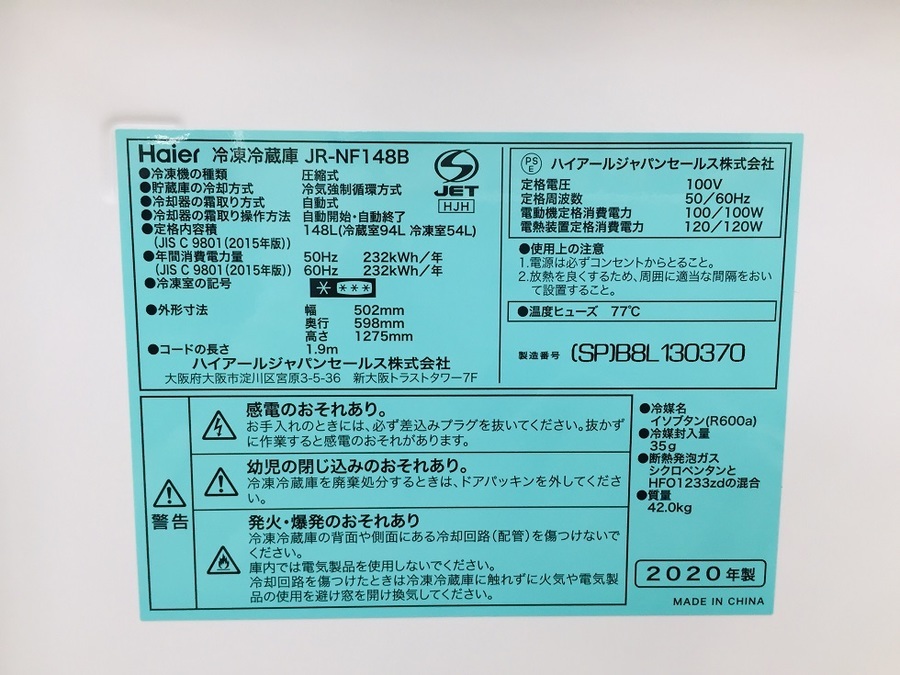 Haier 冷凍冷蔵庫 JR-NF148B
●冷凍機の種類 圧縮式
●貯蔵庫の冷却方式 冷気強制循環方式
●冷却器の霜取り方式 自動式
●冷却器の霜取り操作方法 自動開始・自動終了
●定格内容積 148L(冷蔵室94L 冷凍室54L)
(JIS C 9801(2015年版))
●年間消費電力量 50Hz 232kWh/年
(JIS C 9801(2015年版)) 60Hz 232kWh/年
●冷凍室の記号 * ***
●外形寸法 幅 502mm
奥行 598mm
高さ 1275mm
●コードの長さ 1.9m
ハイアールジャパンセールス株式会社
大阪府大阪市淀川区宮原3-5-36 新大阪トラストタワー7F
S
JET
HJH
PS
E ハイアールジャパンセールス株式会社
定格電圧 100V
定格周波数 50/60Hz
電動機定格消費電力 100/100W
電熱装置定格消費電力 120/120W
●使用上の注意
1.電源は必ずコンセントからとること。
2.放熱を良くするため、周囲に適当な間隔をおい
て設置すること。
●温度ヒューズ 77℃
製造番号 (SP)B8L130370
警告
感電のおそれあり。
お手入れのときには、必ず差込みプラグを抜いてください。抜かず
に作業すると感電のおそれがあります。
幼児の閉じ込みのおそれあり。
冷凍冷蔵庫を廃棄処分するときは、ドアパッキンを外してくださ
い。
発火・爆発のおそれあり
冷凍冷蔵庫の背面や側面にある冷却回路(配管)を傷つけないで
ください。
庫内では電気製品を使用しないでください。
冷却回路を傷つけたときは冷凍冷蔵庫に触れずに火気や電気製
品の使用を避け窓を開け換気してください。
●冷媒名
イソブタン(R600a)
●冷媒封入量
35g
●断熱発泡ガス
シクロペンタンと
HFO1233zdの混合
●質量
42.0kg
2020年製
MADE IN CHINA